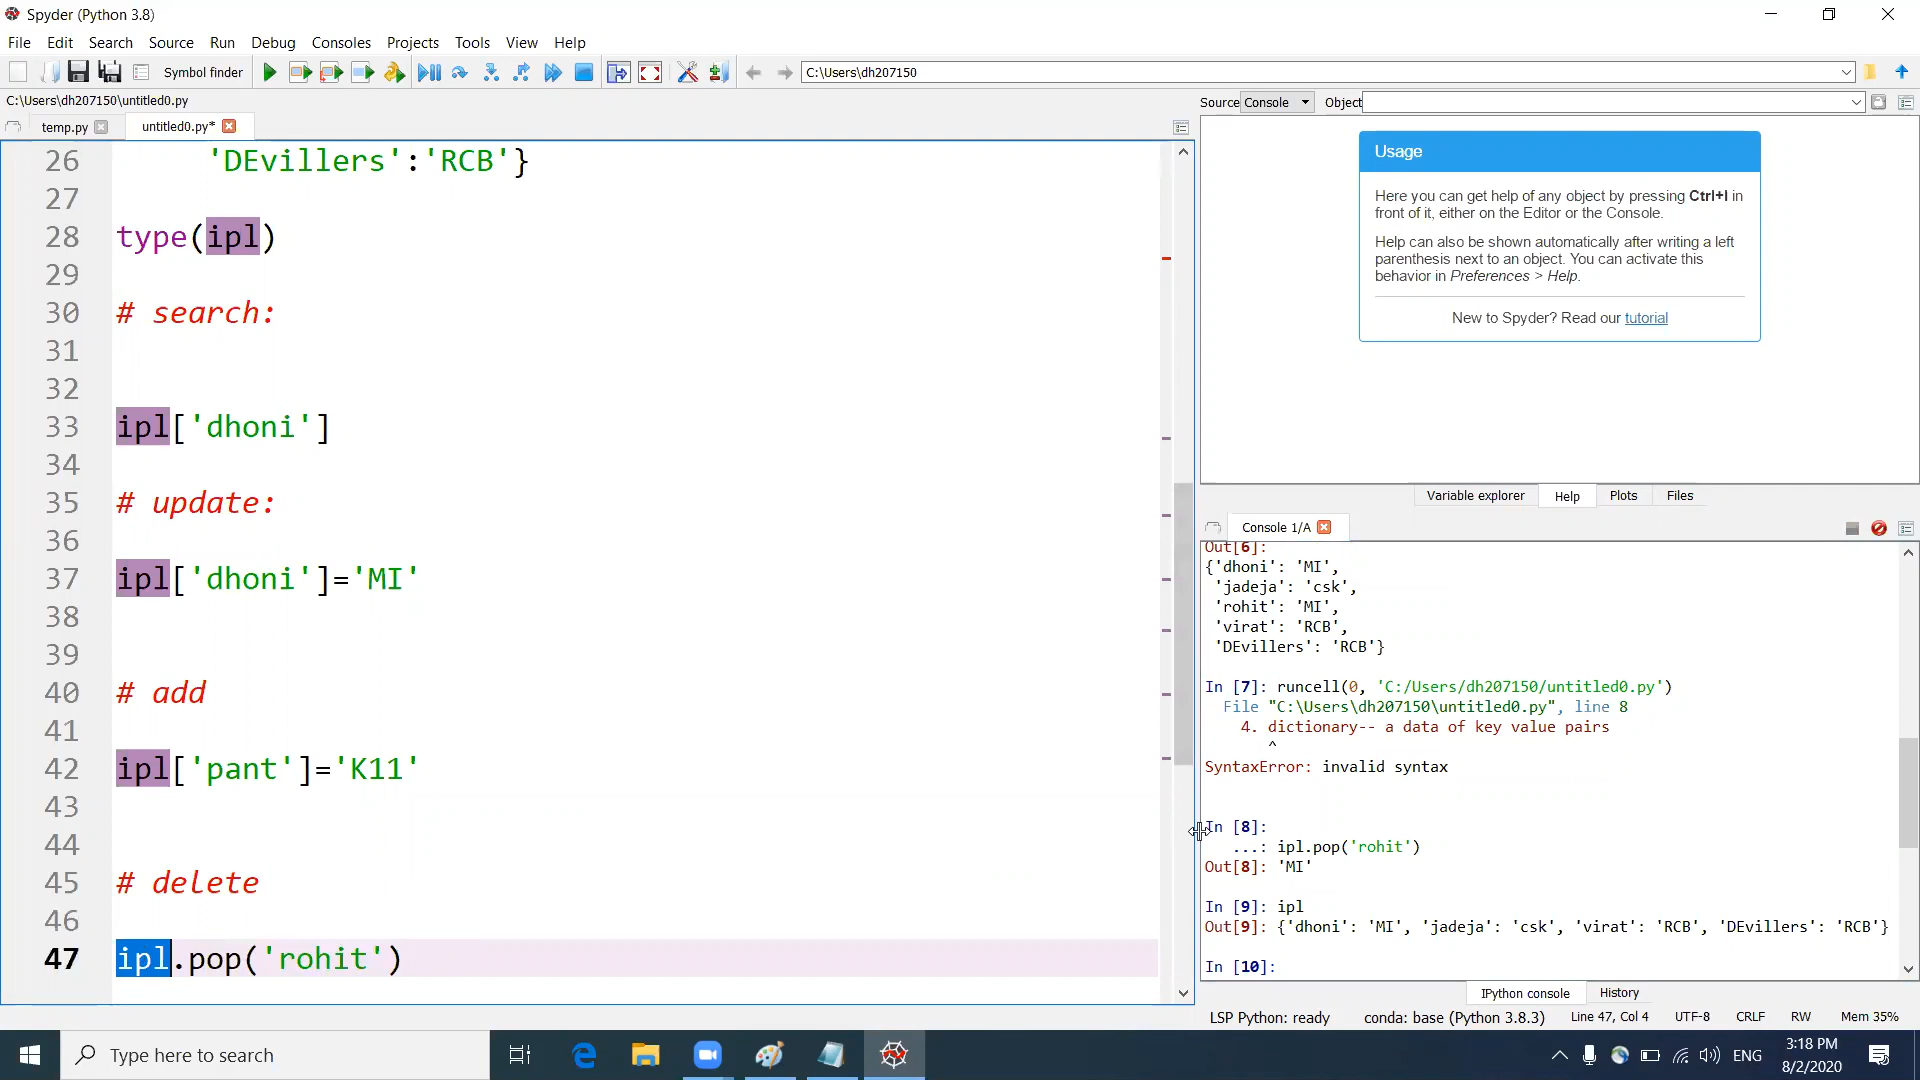 Spyder (Python 3.8)
File Edit Search Source Run Debug Consoles Projects Tools View Help
Symbol finder
C:\Users\dh207150
C:\Users\dh207150\untitled0.py
temp.py
untitled0.py*
26 'DEvillers':'RCB'}
27
28 type(ipl)
29
30 # search:
31
32
33 ipl['dhoni']
34
35 # update:
36
37 ipl['dhoni']='MI'
38
39
40 # add
41
42 ipl['pant']='K11'
43
44
45 # delete
46
47 ipl.pop('rohit')
Source Console Object
Usage
Here you can get help of any object by pressing Ctrl+I in
front of it, either on the Editor or the Console.
Help can also be shown automatically after writing a left
parenthesis next to an object. You can activate this
behavior in Preferences > Help.
New to Spyder? Read our tutorial
Variable explorer Help Plots Files
Console 1/A
Out[6]:
{'dhoni': 'MI',
'jadeja': 'csk',
'rohit': 'MI',
'virat': 'RCB',
'DEvillers': 'RCB'}
In [7]: runcell(0, 'C:/Users/dh207150/untitled0.py')
File "C:\Users\dh207150\untitled0.py", line 8
4. dictionary-- a data of key value pairs
^
SyntaxError: invalid syntax
In [8]:
...: ipl.pop('rohit')
Out[8]: 'MI'
In [9]: ipl
Out[9]: {'dhoni': 'MI', 'jadeja': 'csk', 'virat': 'RCB', 'DEvillers': 'RCB'}
In [10]:
IPython console History
LSP Python: ready conda: base (Python 3.8.3) Line 47, Col 4 UTF-8 CRLF RW Mem 35%
Type here to search
ENG
3:18 PM
8/2/2020